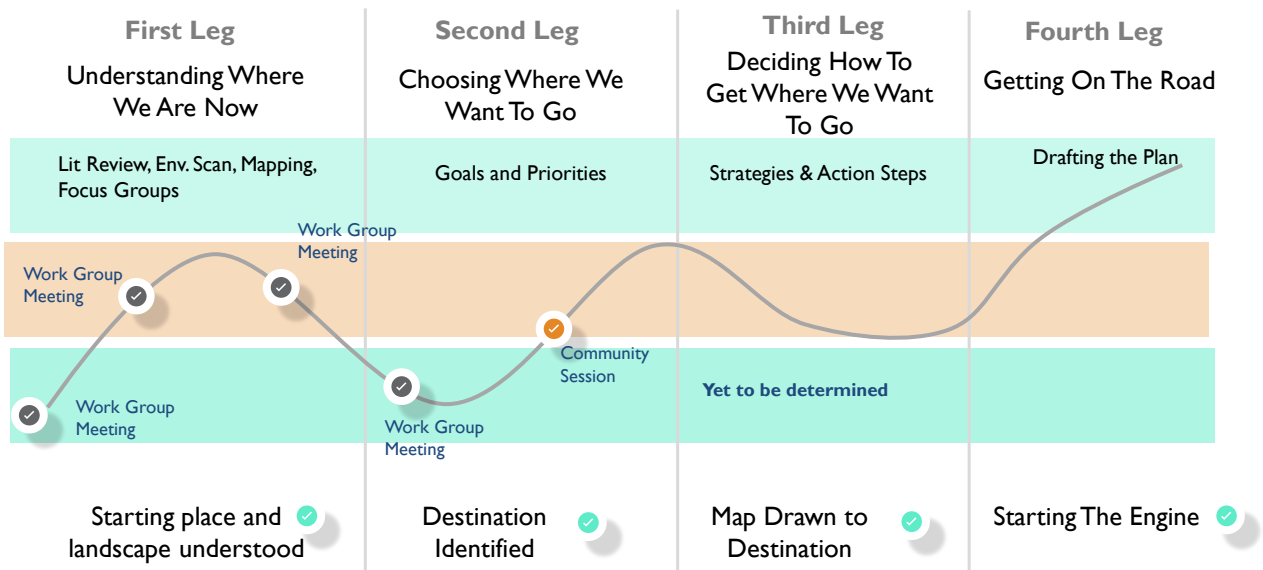 First Leg
Understanding Where
We Are Now
Second Leg
Choosing Where We
Want To Go
Third Leg
Deciding How To
Get Where We Want
To Go
Fourth Leg
Getting On The Road
Lit Review, Env. Scan, Mapping,
Focus Groups
Goals and Priorities
Strategies & Action Steps
Drafting the Plan
Work Group
Meeting
Work Group
Meeting
Work Group
Meeting
Work Group
Meeting
Community
Session
Yet to be determined
Starting place and
landscape understood
Destination
Identified
Map Drawn to
Destination
Starting The Engine